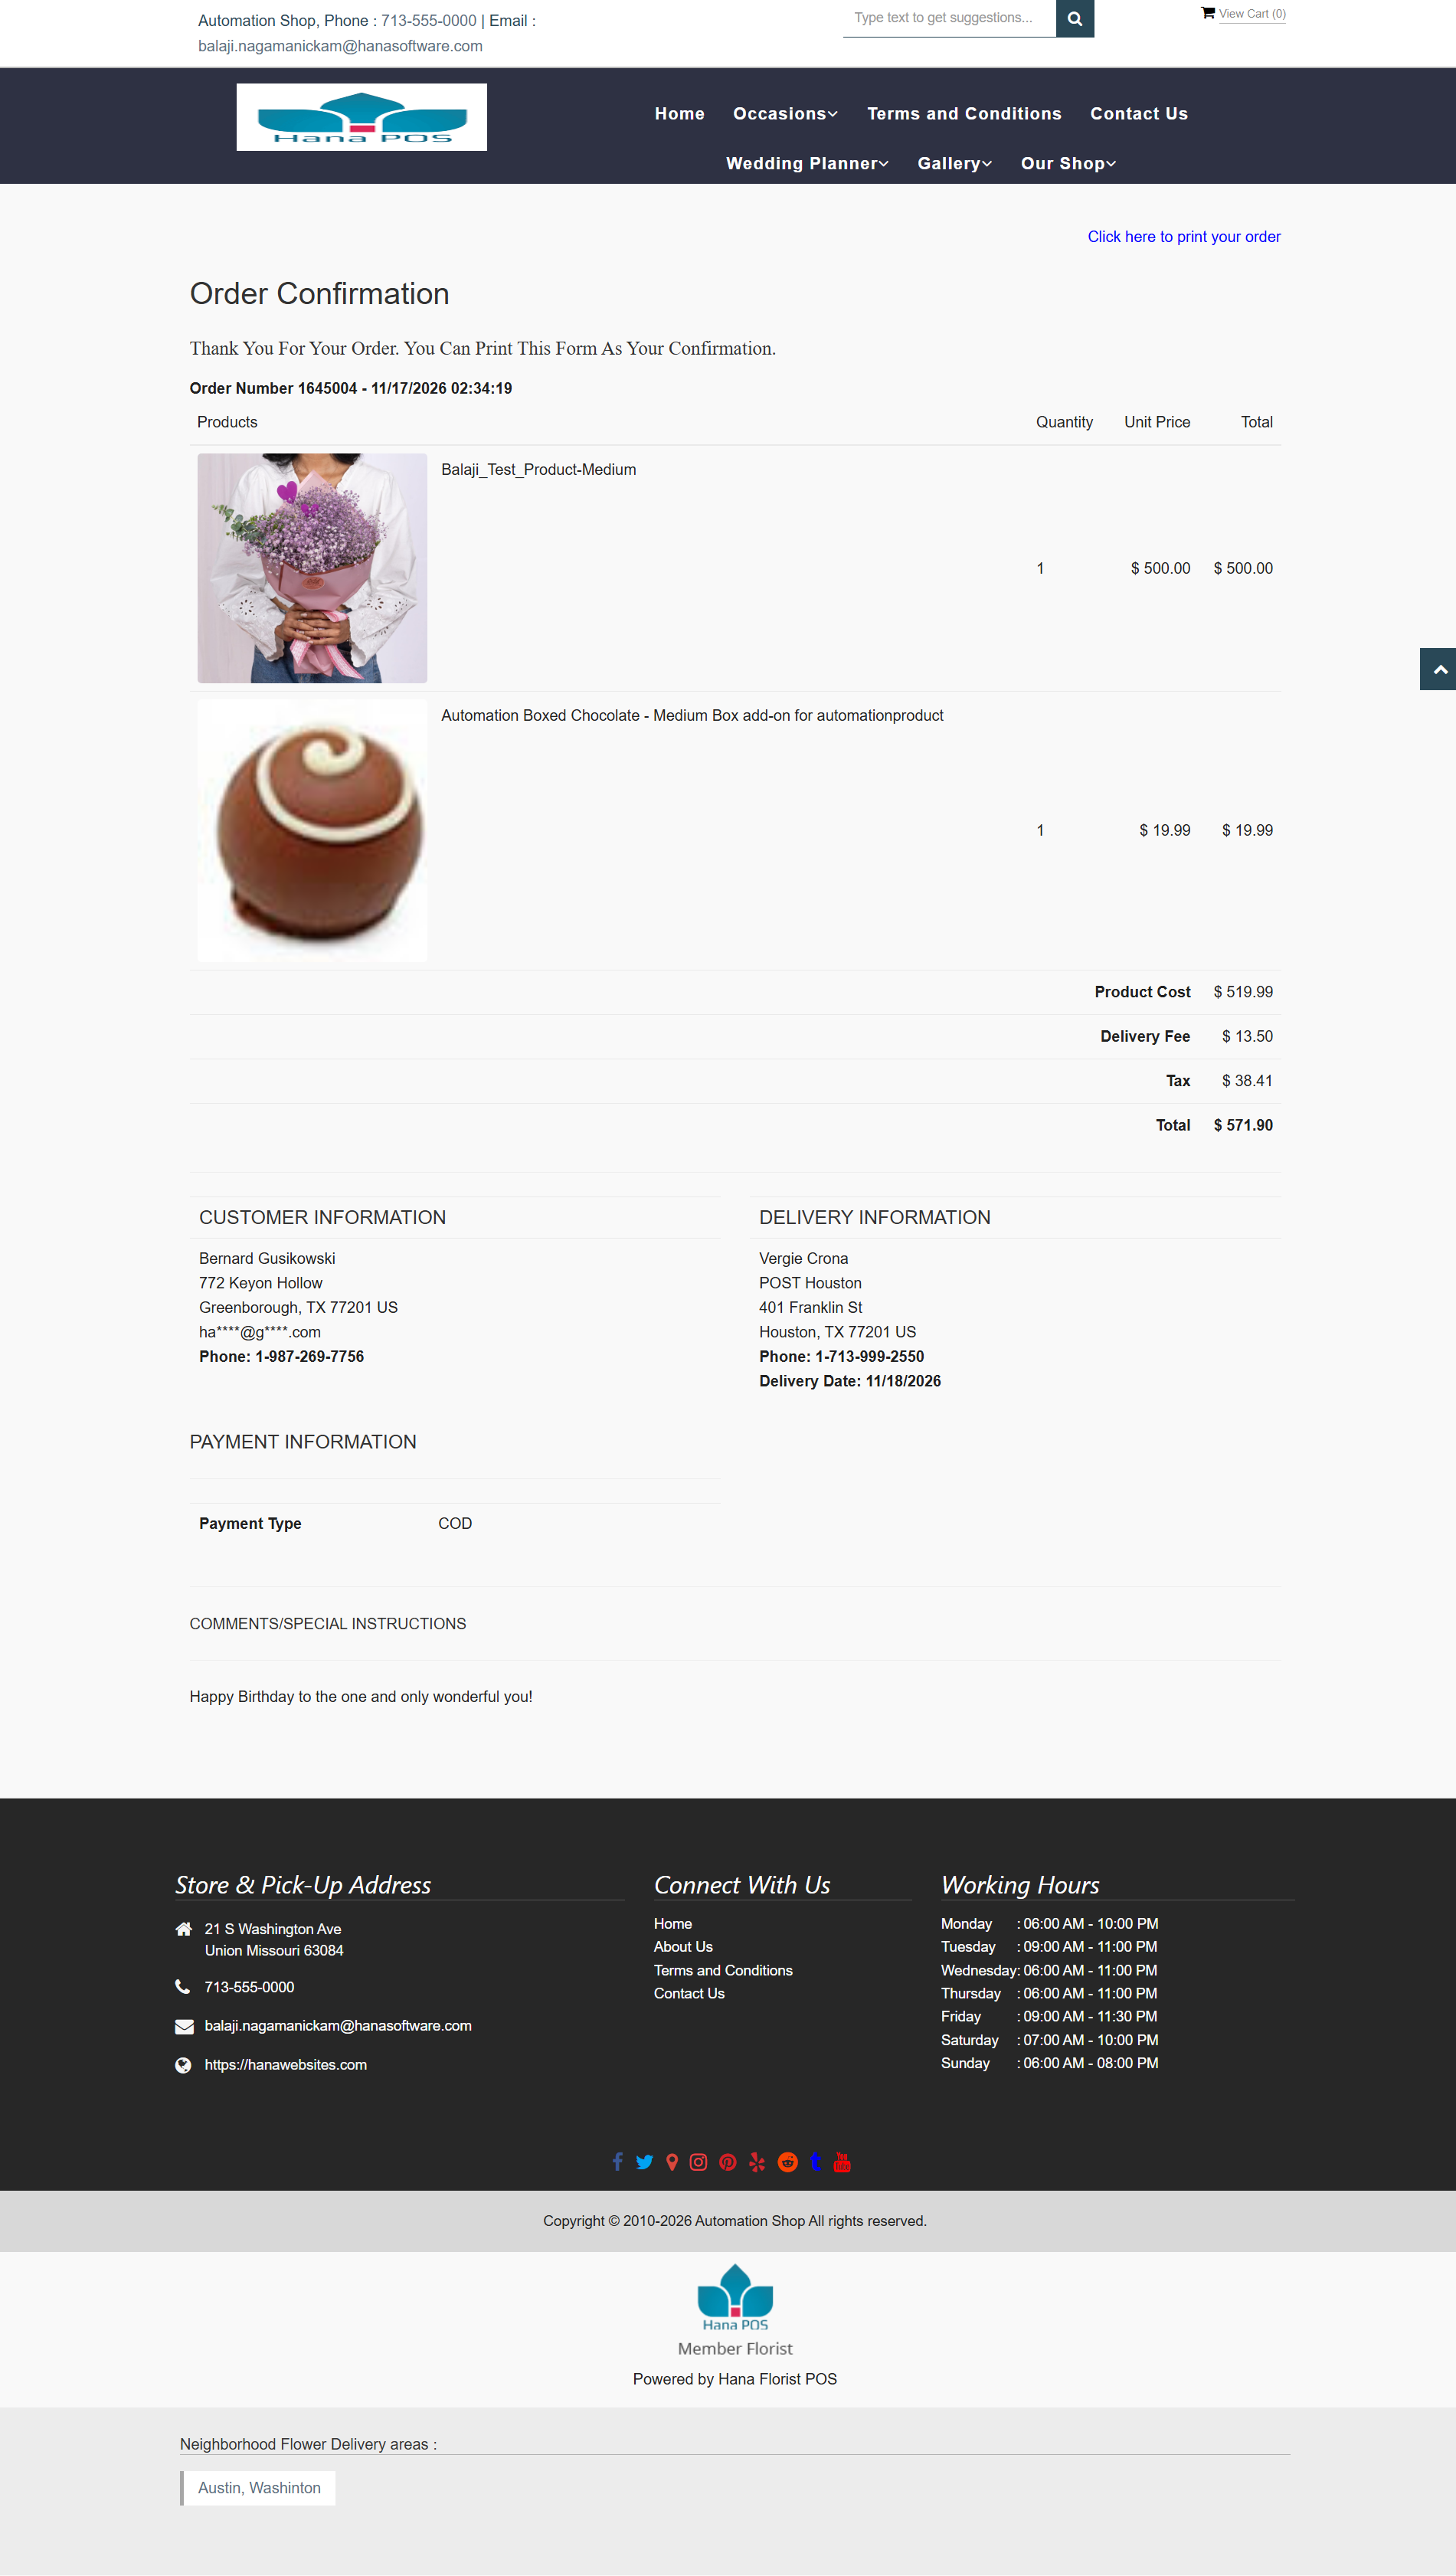 Automation Shop, Phone : 713-555-0000 | Email :
balaji.nagamanickam@hanasoftware.com
Type text to get suggestions...
View Cart (0)
Hana POS
Home Occasions Terms and Conditions Contact Us
Wedding Planner Gallery Our Shop
Click here to print your order
Order Confirmation
Thank You For Your Order. You Can Print This Form As Your Confirmation.
Order Number 1645004 - 11/17/2026 02:34:19
Products Quantity Unit Price Total
Balaji_Test_Product-Medium
1 $ 500.00 $ 500.00
Automation Boxed Chocolate - Medium Box add-on for automationproduct
1 $ 19.99 $ 19.99
Product Cost $ 519.99
Delivery Fee $ 13.50
Tax $ 38.41
Total $ 571.90
CUSTOMER INFORMATION
Bernard Gusikowski
772 Keyon Hollow
Greenborough, TX 77201 US
ha****@g****.com
Phone: 1-987-269-7756
DELIVERY INFORMATION
Vergie Crona
POST Houston
401 Franklin St
Houston, TX 77201 US
Phone: 1-713-999-2550
Delivery Date: 11/18/2026
PAYMENT INFORMATION
Payment Type COD
COMMENTS/SPECIAL INSTRUCTIONS
Happy Birthday to the one and only wonderful you!
Store & Pick-Up Address
21 S Washington Ave
Union Missouri 63084
713-555-0000
balaji.nagamanickam@hanasoftware.com
https://hanawebsites.com
Connect With Us
Home
About Us
Terms and Conditions
Contact Us
Working Hours
Monday : 06:00 AM - 10:00 PM
Tuesday : 09:00 AM - 11:00 PM
Wednesday: 06:00 AM - 11:00 PM
Thursday : 06:00 AM - 11:00 PM
Friday : 09:00 AM - 11:30 PM
Saturday : 07:00 AM - 10:00 PM
Sunday : 06:00 AM - 08:00 PM
Copyright © 2010-2026 Automation Shop All rights reserved.
Hana POS
Member Florist
Powered by Hana Florist POS
Neighborhood Flower Delivery areas :
Austin, Washinton